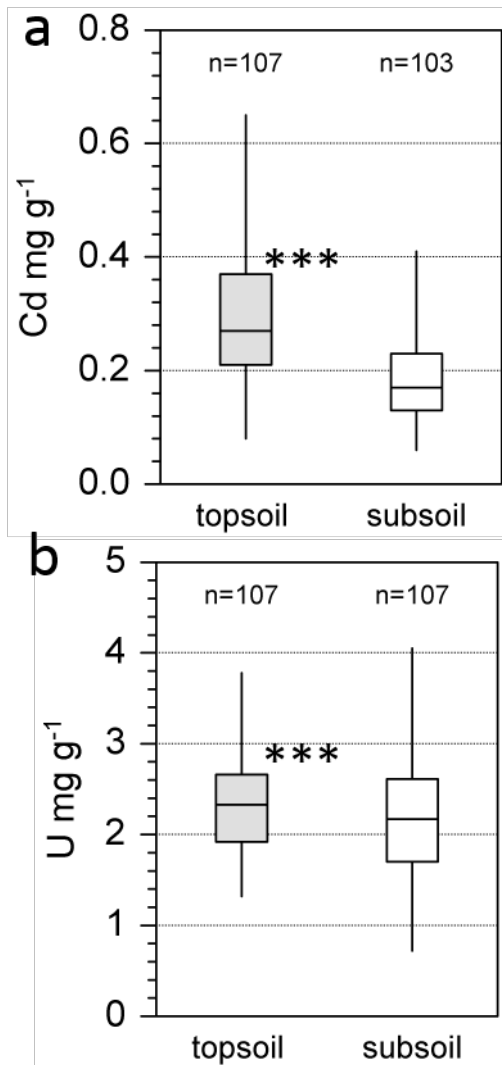 a
0.8
n=107 n=103
0.6
Cd mg g⁻¹
0.4
***
0.2
0.0
topsoil subsoil
b
5
n=107 n=107
4
3
***
U mg g⁻¹
2
1
0
topsoil subsoil